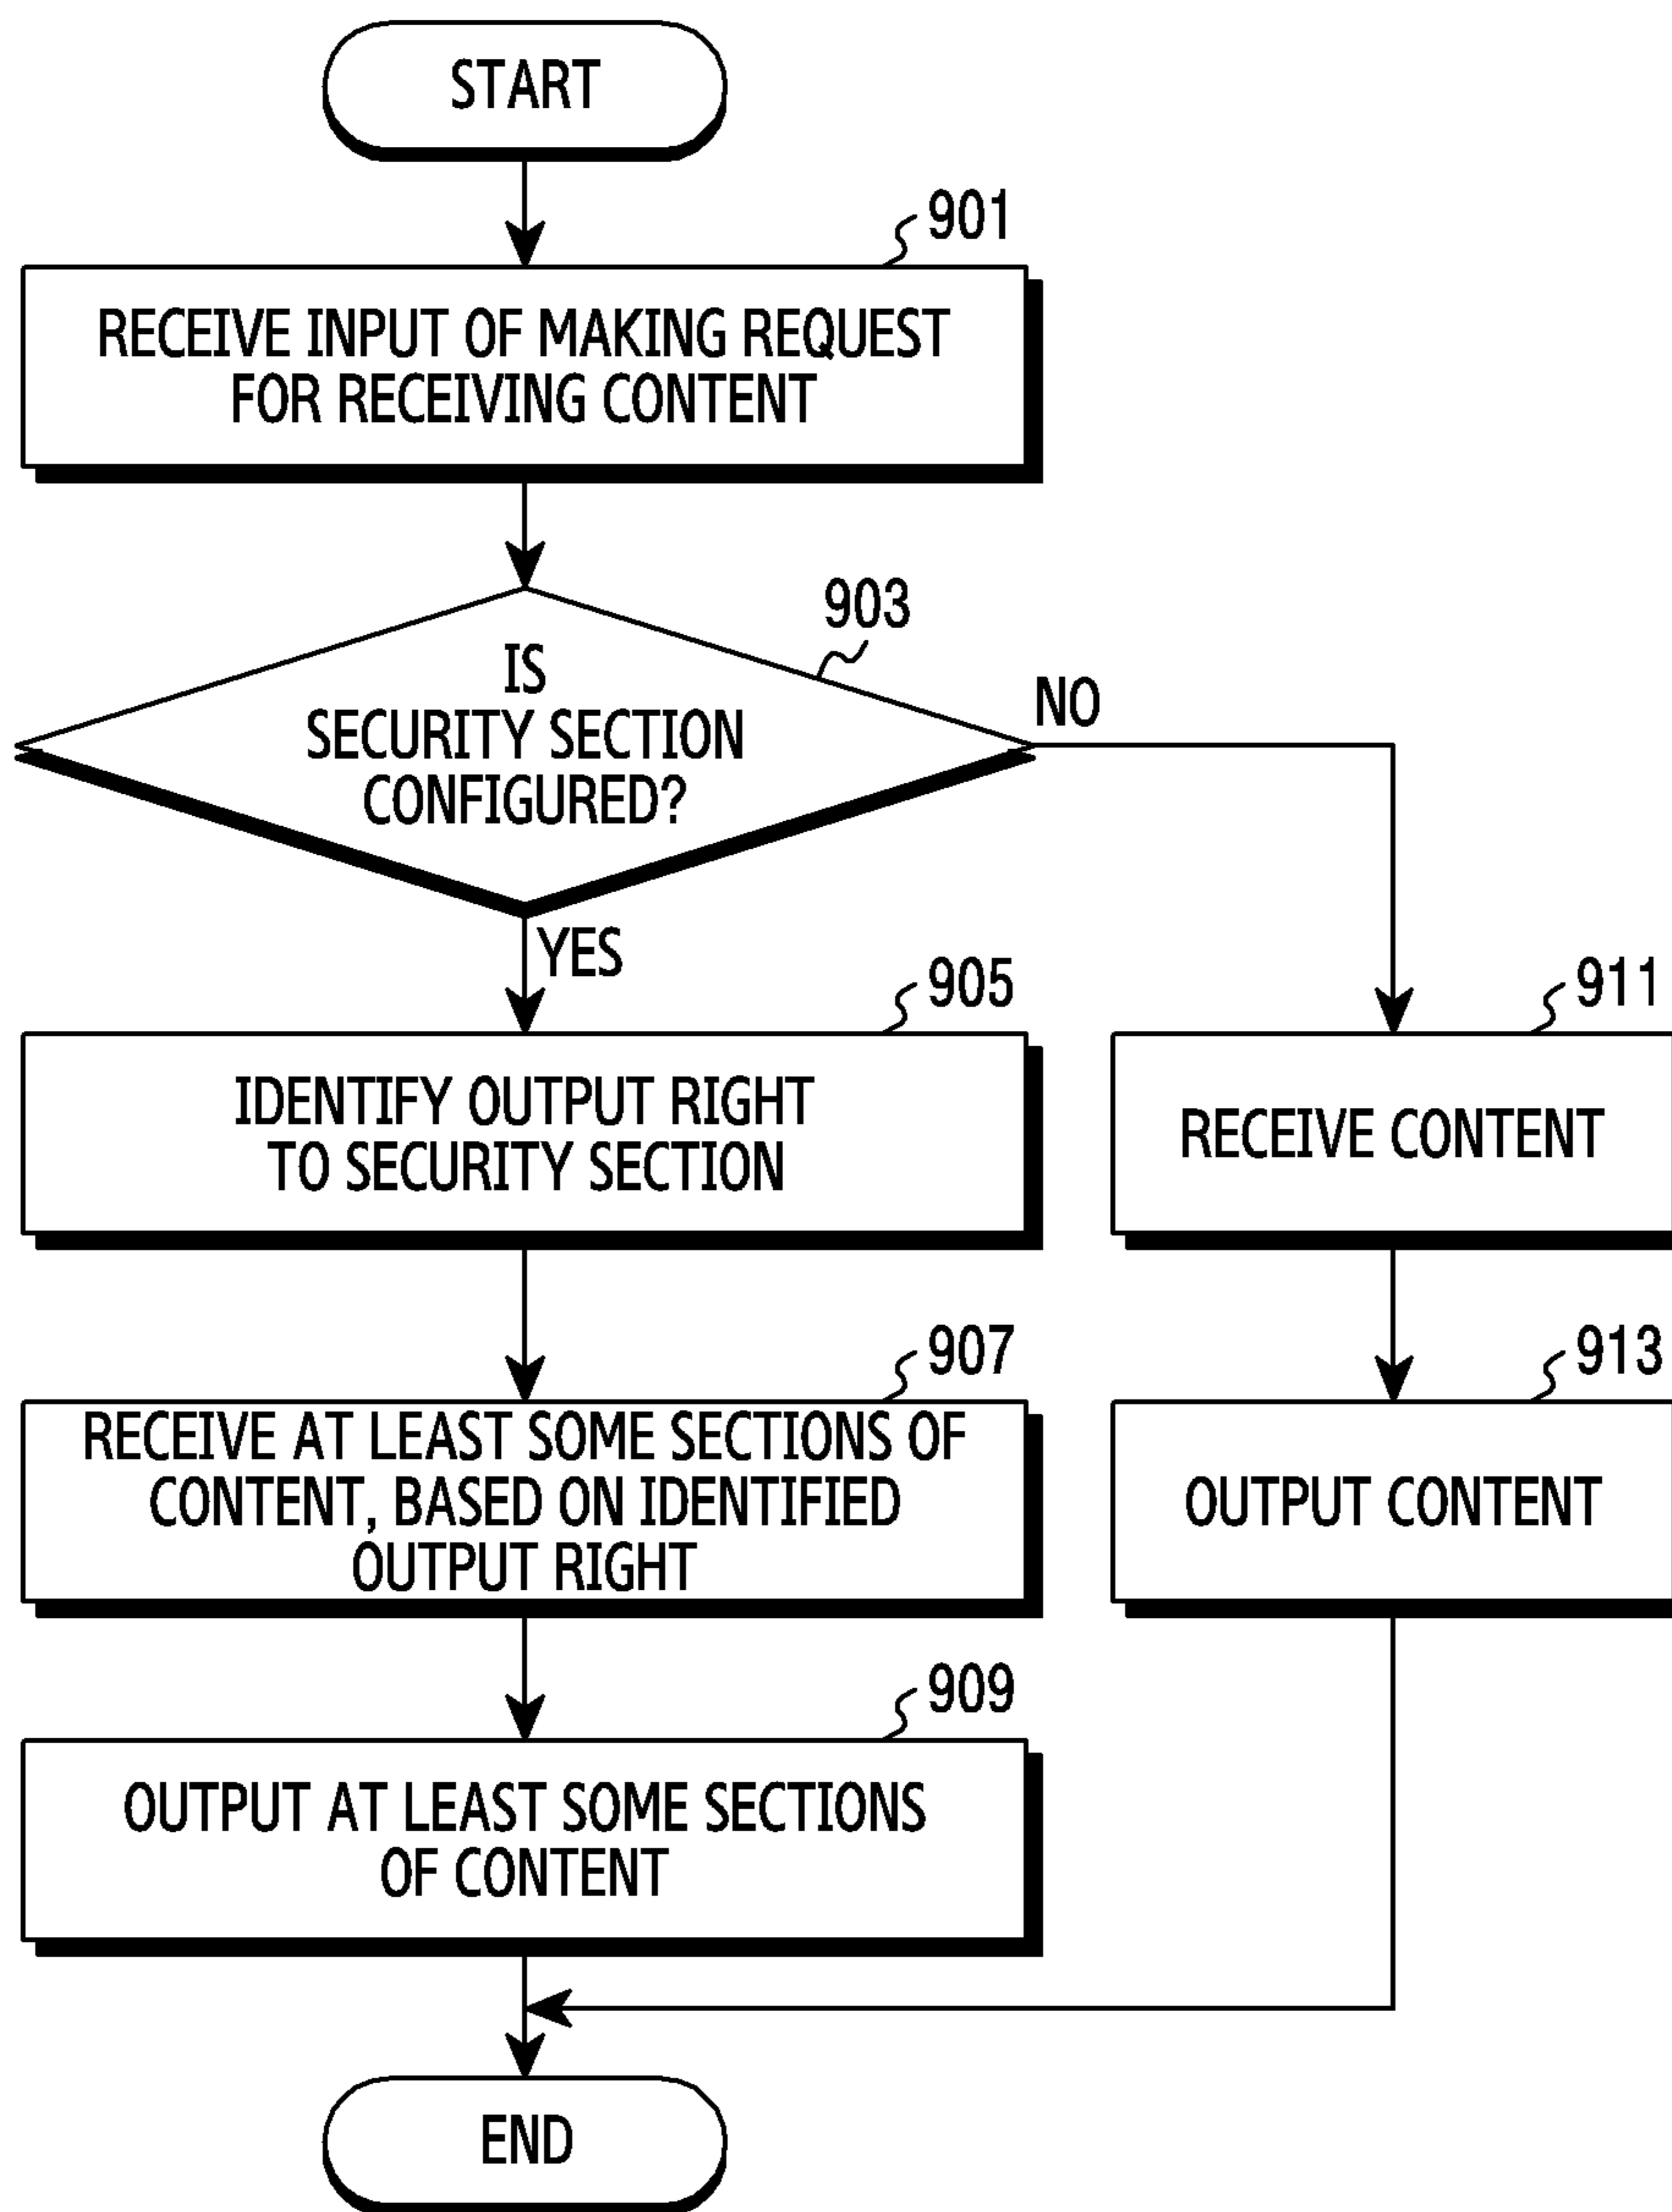 START
901
RECEIVE INPUT OF MAKING REQUEST
FOR RECEIVING CONTENT
903
IS
SECURITY SECTION
CONFIGURED?
NO
YES
905
IDENTIFY OUTPUT RIGHT
TO SECURITY SECTION
911
RECEIVE CONTENT
907
RECEIVE AT LEAST SOME SECTIONS OF
CONTENT, BASED ON IDENTIFIED
OUTPUT RIGHT
913
OUTPUT CONTENT
909
OUTPUT AT LEAST SOME SECTIONS
OF CONTENT
END